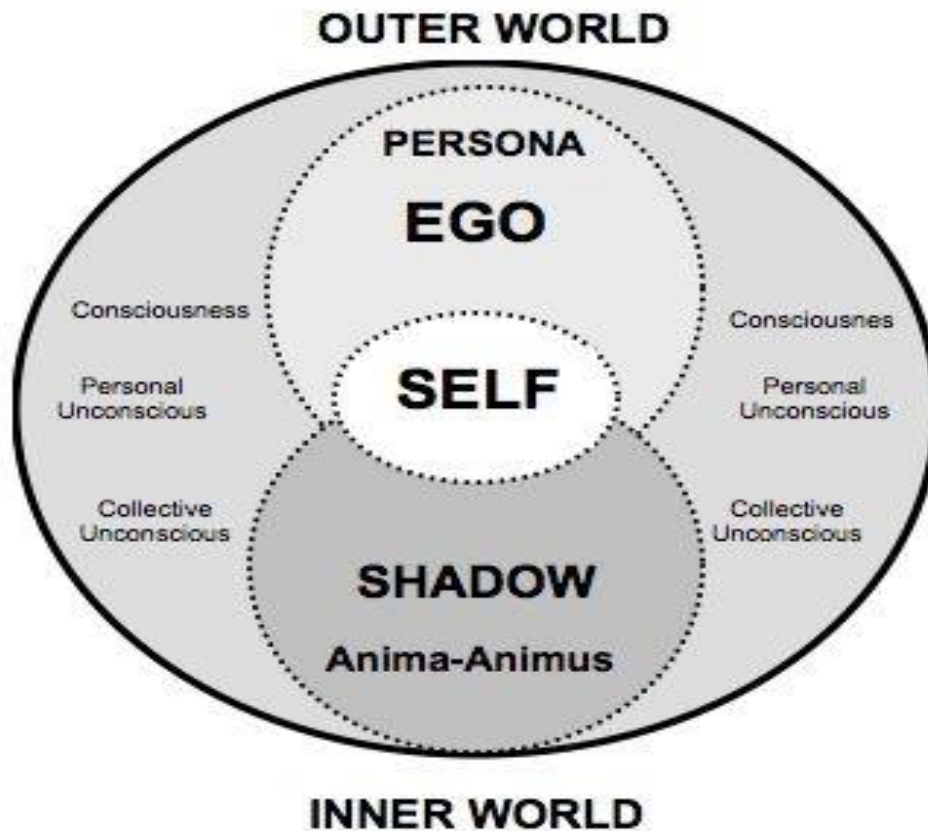 OUTER WORLD
PERSONA
EGO
Consciousness
Consciousnes
SELF
Personal
Unconscious
Personal
Unconscious
Collective
Unconscious
Collective
Unconscious
SHADOW
Anima-Animus
INNER WORLD